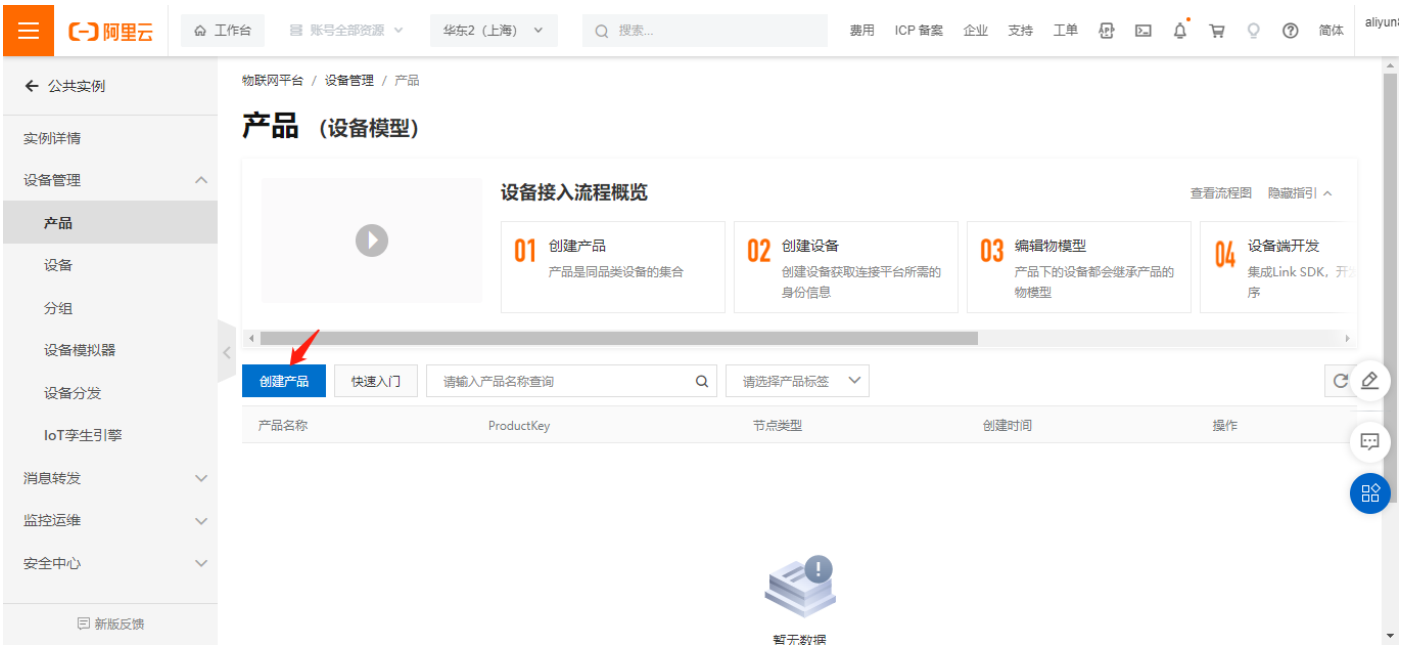 阿里云 工作台 账号全部资源 华东2（上海） 搜索... 费用 ICP 备案 企业 支持 工单 简体 aliyun
公共实例
实例详情
设备管理
产品
设备
分组
设备模拟器
设备分发
IoT孪生引擎
消息转发
监控运维
安全中心
新版反馈
物联网平台 / 设备管理 / 产品
产品 （设备模型）
设备接入流程概览 查看流程图 隐藏指引
01 创建产品
产品是同品类设备的集合
02 创建设备
创建设备获取连接平台所需的
身份信息
03 编辑物模型
产品下的设备都会继承产品的
物模型
04 设备端开发
集成Link SDK，开
序
创建产品 快速入门 请输入产品名称查询 请选择产品标签
产品名称 ProductKey 节点类型 创建时间 操作
暂无数据